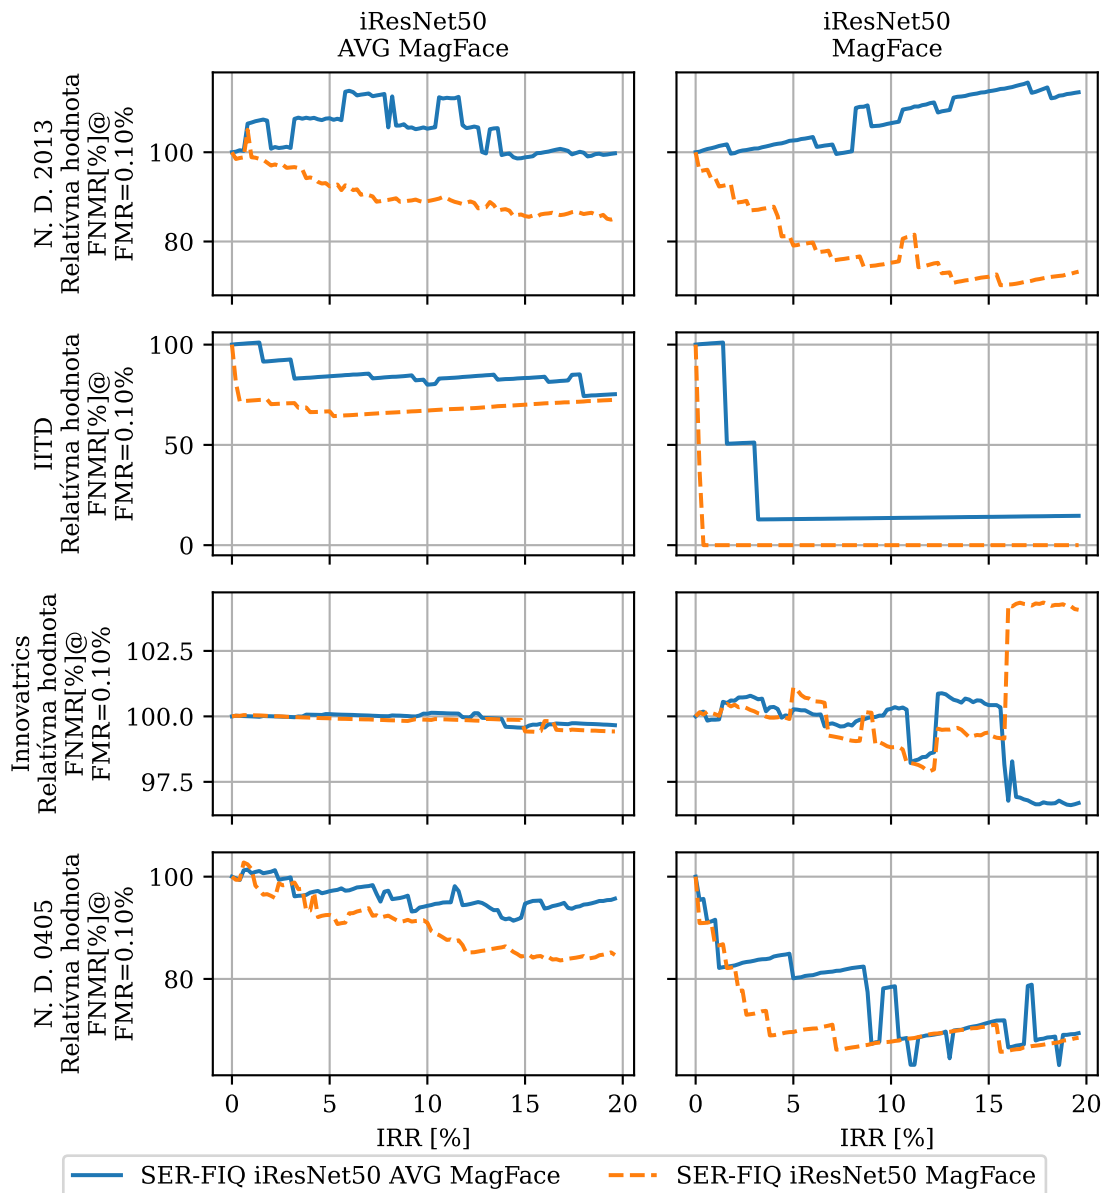 iResNet50
AVG MagFace
iResNet50
MagFace
N. D. 2013
Relatívna hodnota
FNMR[%]@
FMR=0.10%
100
80
IITD
Relatívna hodnota
FNMR[%]@
FMR=0.10%
100
50
0
Innovatrics
Relatívna hodnota
FNMR[%]@
FMR=0.10%
102.5
100.0
97.5
N. D. 0405
Relatívna hodnota
FNMR[%]@
FMR=0.10%
100
80
0 5 10 15 20
0 5 10 15 20
IRR [%]
IRR [%]
SER-FIQ iResNet50 AVG MagFace
SER-FIQ iResNet50 MagFace